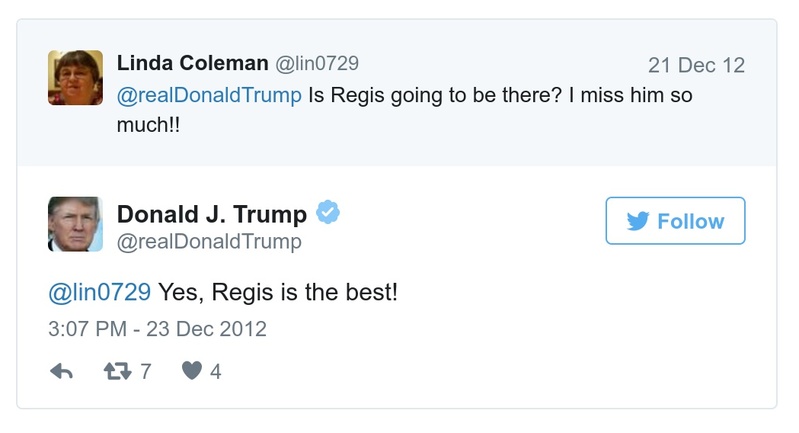 Linda Coleman @lin0729
21 Dec 12
@realDonaldTrump Is Regis going to be there? I miss him so
much!!
Donald J. Trump
@realDonaldTrump
Follow
@lin0729 Yes, Regis is the best!
3:07 PM - 23 Dec 2012
7
4